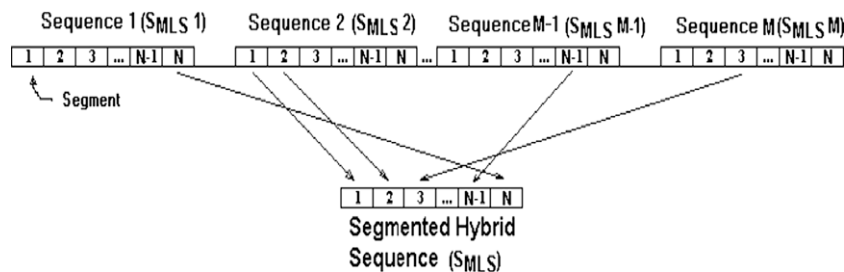 Sequence 1 (SMLS 1) Sequence 2 (SMLS 2) Sequence M-1 (SMLS M-1) Sequence M (SMLS M)
1 2 3 ... N-1 N 1 2 3 ... N-1 N ... 1 2 3 ... N-1 N 1 2 3 ... N-1 N
Segment
1 2 3 ... N-1 N
Segmented Hybrid
Sequence (SMLS)